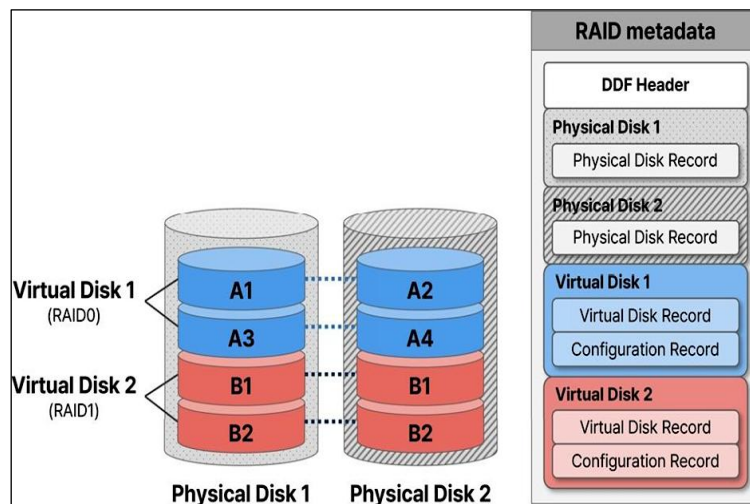 RAID metadata
DDF Header
Physical Disk 1
Physical Disk Record
Physical Disk 2
Physical Disk Record
Virtual Disk 1
Virtual Disk Record
Configuration Record
Virtual Disk 2
Virtual Disk Record
Configuration Record
Virtual Disk 1
(RAID0)
A1
A2
A3
A4
Virtual Disk 2
(RAID1)
B1
B1
B2
B2
Physical Disk 1
Physical Disk 2